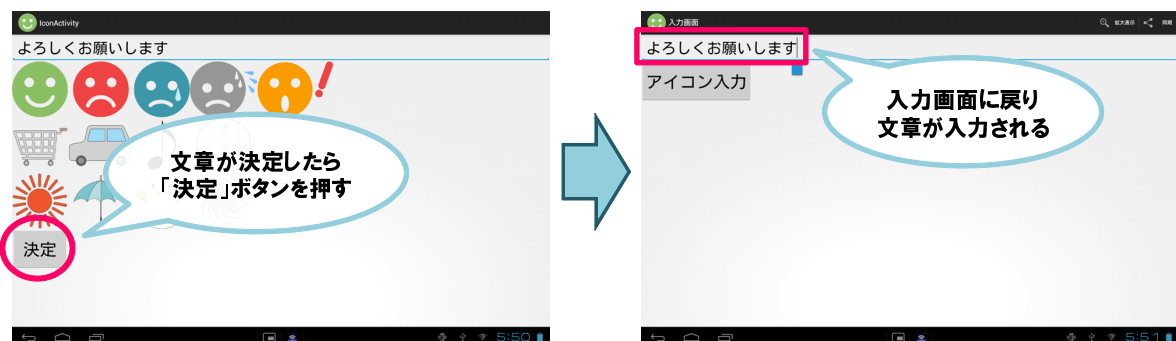 IconActivity
よろしくお願いします
文章が決定したら
「決定」ボタンを押す
決定
5:50
入力画面
拡大表示
共有
よろしくお願いします
アイコン入力
入力画面に戻り
文章が入力される
5:51